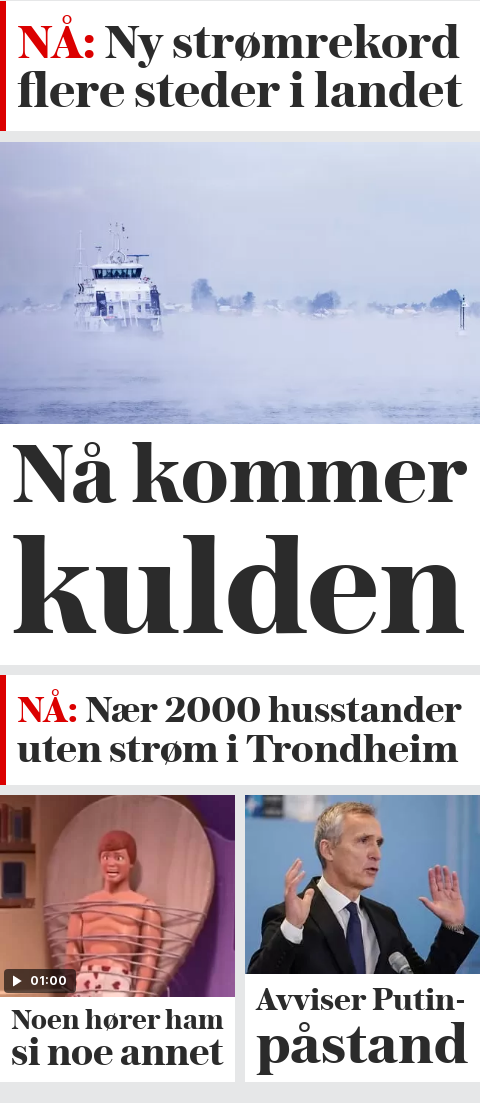 NÅ: Ny strømrekord
flere steder i landet
Nå kommer
kulden
NÅ: Nær 2000 husstander
uten strøm i Trondheim
01:00
Noen hører ham
si noe annet
Avviser Putin-
påstand